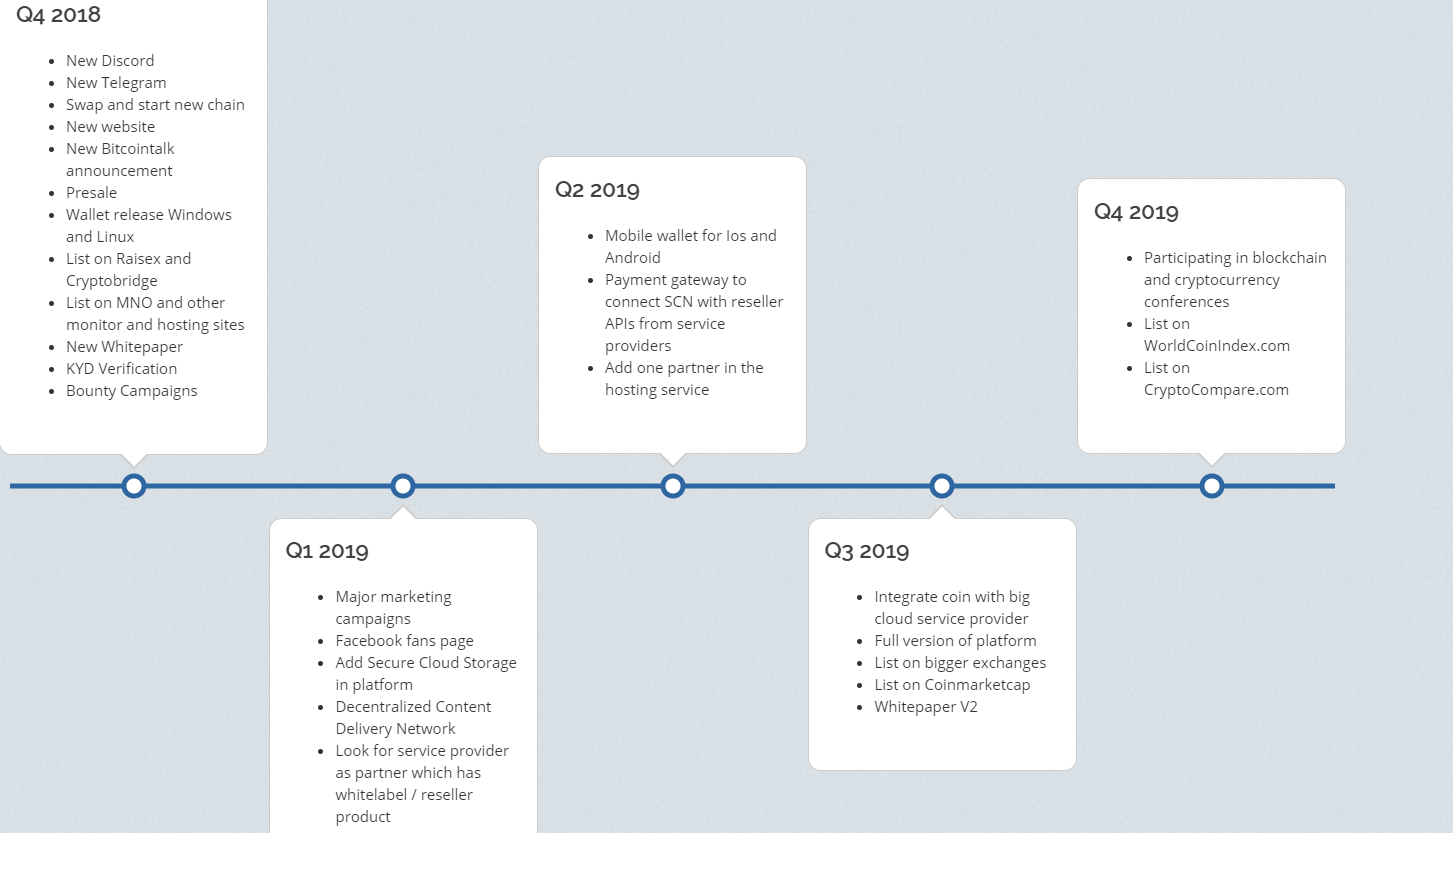 Q4 2018
New Discord
New Telegram
Swap and start new chain
New website
New Bitcointalk
announcement
Presale
Wallet release Windows
and Linux
List on Raisex and
Cryptobridge
List on MNO and other
monitor and hosting sites
New Whitepaper
KYD Verification
Bounty Campaigns
Q1 2019
Major marketing
campaigns
Facebook fans page
Add Secure Cloud Storage
in platform
Decentralized Content
Delivery Network
Look for service provider
as partner which has
whitelabel / reseller
product
Q2 2019
Mobile wallet for Ios and
Android
Payment gateway to
connect SCN with reseller
APIs from service
providers
Add one partner in the
hosting service
Q3 2019
Integrate coin with big
cloud service provider
Full version of platform
List on bigger exchanges
List on Coinmarketcap
Whitepaper V2
Q4 2019
Participating in blockchain
and cryptocurrency
conferences
List on
WorldCoinIndex.com
List on
CryptoCompare.com